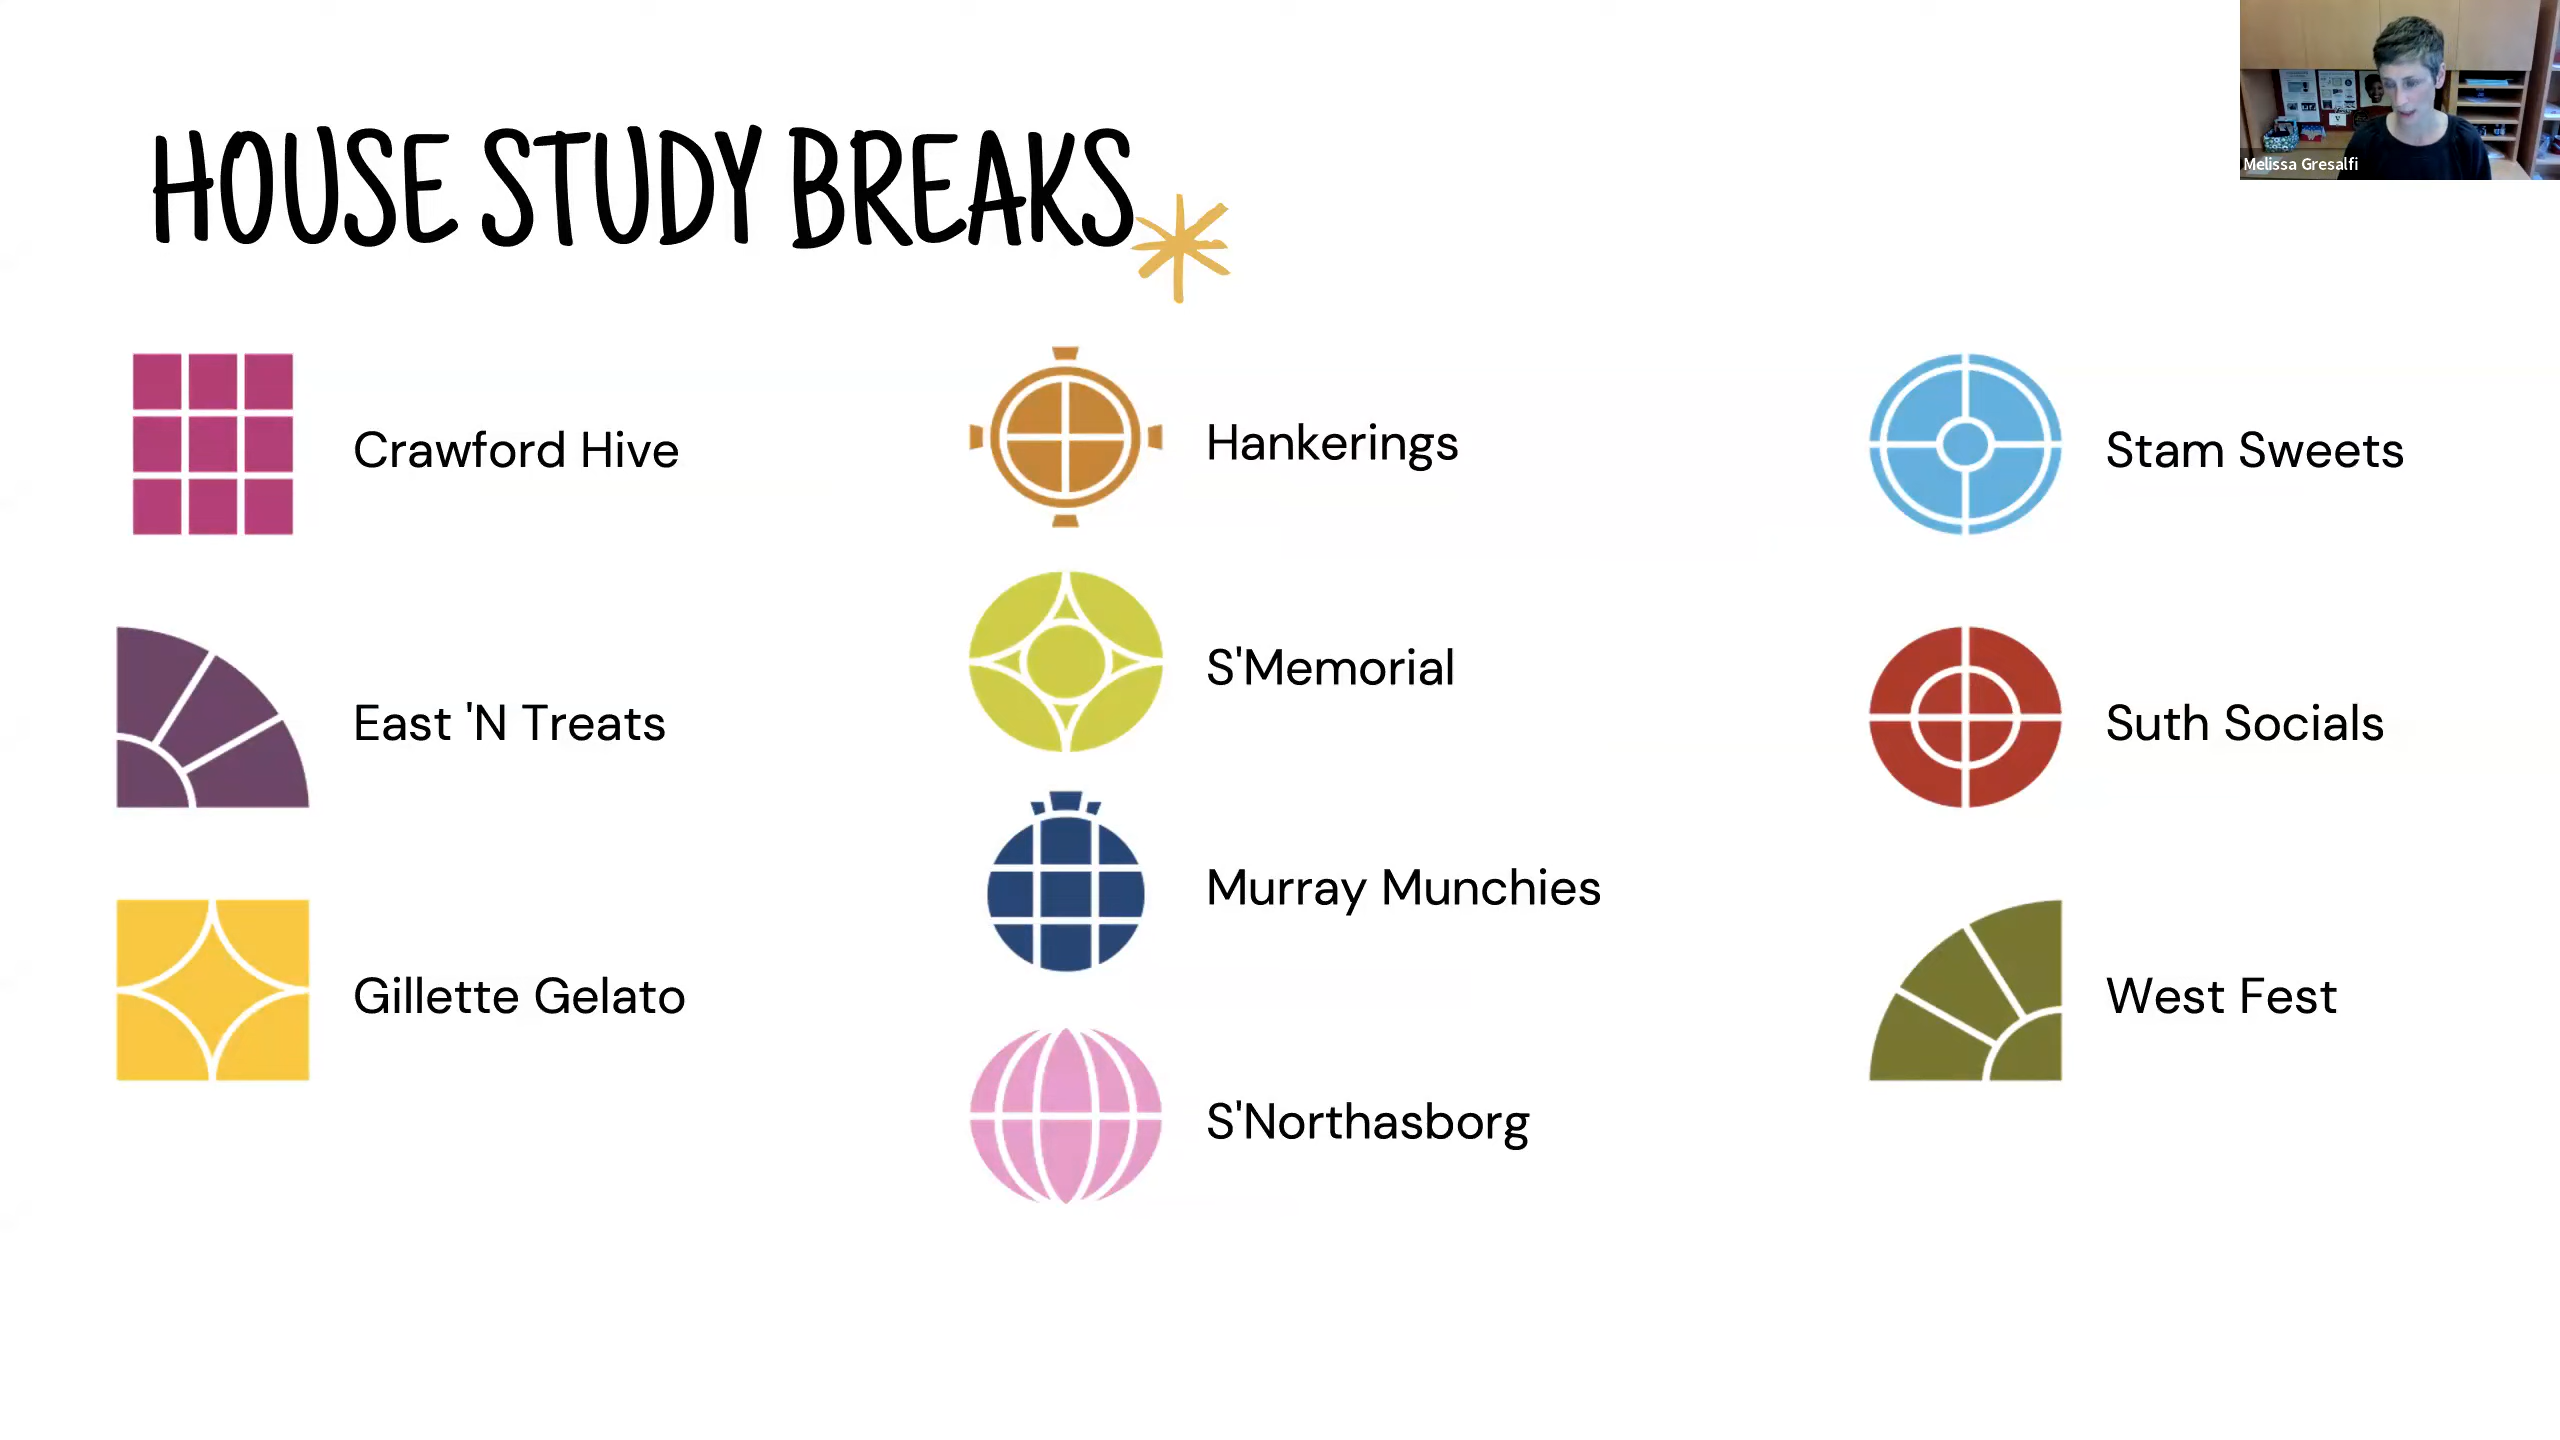 HOUSE STUDY BREAKS
Melissa Gresalfi
Crawford Hive
East 'N Treats
Gillette Gelato
Hankerings
S'Memorial
Murray Munchies
S'Northasborg
Stam Sweets
Suth Socials
West Fest